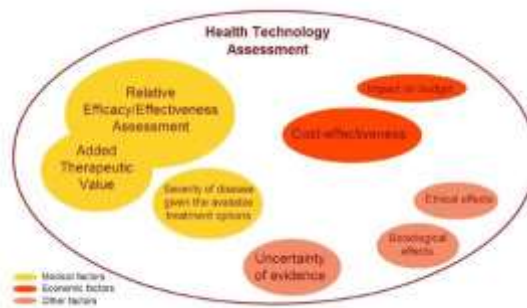 Health Technology
Assessment
Relative
Efficacy/Effectiveness
Assessment
Impact on budget
Cost-effectiveness
Added
Therapeutic
Value
Severity of disease
given the available
treatment options
Ethical effects
Sociological
effects
Uncertainty
of evidence
Medical factors
Economic factors
Other factors